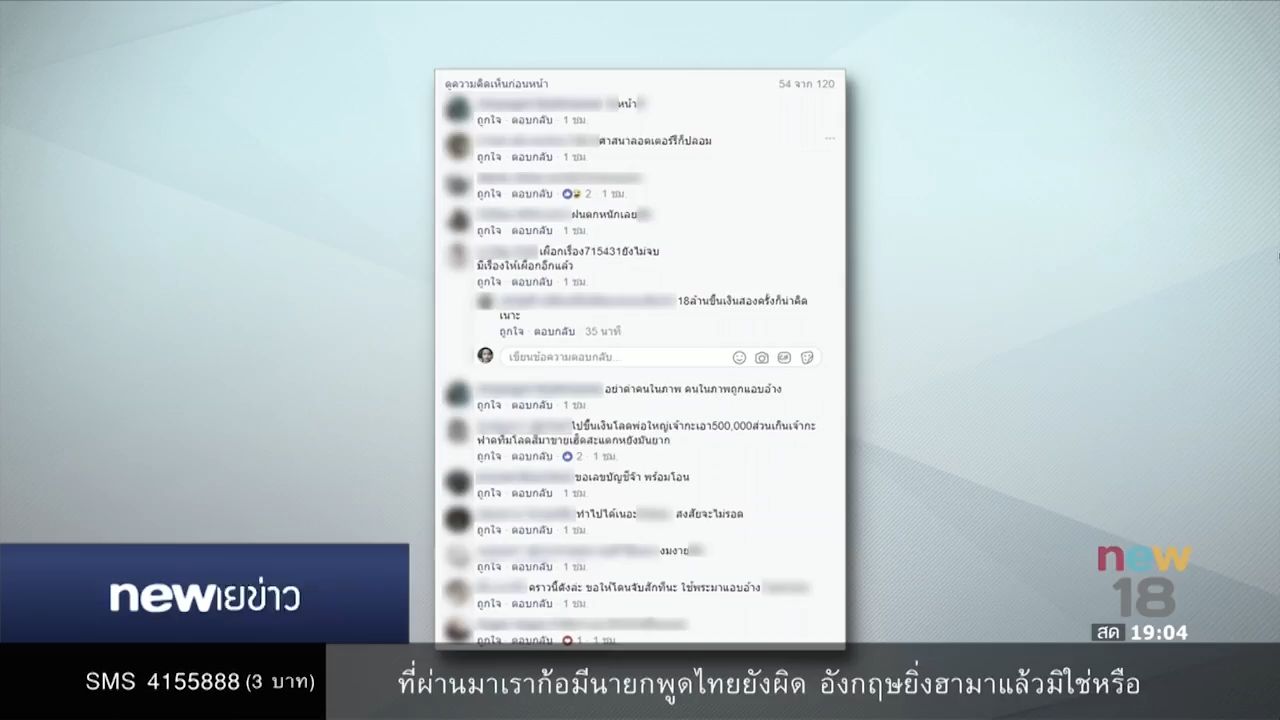 ดูความคิดเห็นก่อนหน้า 54 จาก 120
หน้า
ถูกใจ · ตอบกลับ · 1 ชม.
ศาสนาลอตเตอร์รี่ก็ปลอม
ถูกใจ · ตอบกลับ · 1 ชม.
ถูกใจ · ตอบกลับ · 2 · 1 ชม.
ฝนตกหนักเลย
ถูกใจ · ตอบกลับ · 1 ชม.
เผือกเรื่อง715431ยังไม่จบ
มีเรื่องให้เผือกอีกแล้ว
ถูกใจ · ตอบกลับ · 1 ชม.
18ล้านขึ้นเงินสองครั้งก็น่าคิด
เนาะ
ถูกใจ · ตอบกลับ · 35 นาที
เขียนข้อความตอบกลับ...
อย่าด่าคนในภาพ คนในภาพถูกแอบอ้าง
ถูกใจ · ตอบกลับ · 1 ชม.
ไปขึ้นเงินโลดพ่อใหญ่เจ้ากะเอา500,000ส่วนเกินเจ้ากะ
ฟาดทิ่มโลดสิมาขายเฮ็ดสะแตกหยังมันยาก
ถูกใจ · ตอบกลับ · 2 · 1 ชม.
ขอเลขบัญชีจ้า พร้อมโอน
ถูกใจ · ตอบกลับ · 1 ชม.
ทำไปได้เนอะ สงสัยจะไม่รอด
ถูกใจ · ตอบกลับ · 1 ชม.
งมงาย
ถูกใจ · ตอบกลับ · 1 ชม.
คราวนี้ดังล่ะ ขอให้โดนจับสักทีนะ ใช้พระมาแอบอ้าง
ถูกใจ · ตอบกลับ · 1 ชม.
ถูกใจ · ตอบกลับ · 1 · 1 ชม.
newเยข่าว
new
18
สด 19:04
SMS 4155888 (3 บาท)
ที่ผ่านมาเราก้อมีนายกพูดไทยยังผิด อังกฤษยิ่งฮามาแล้วมิใช่หรือ